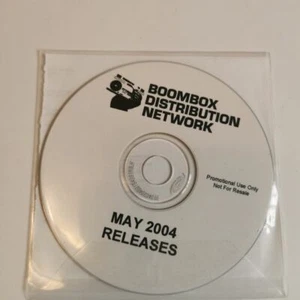 BOOMBOX
DISTRIBUTION
NETWORK
Promotional Use Only
Not For Resale
MAY 2004
RELEASES